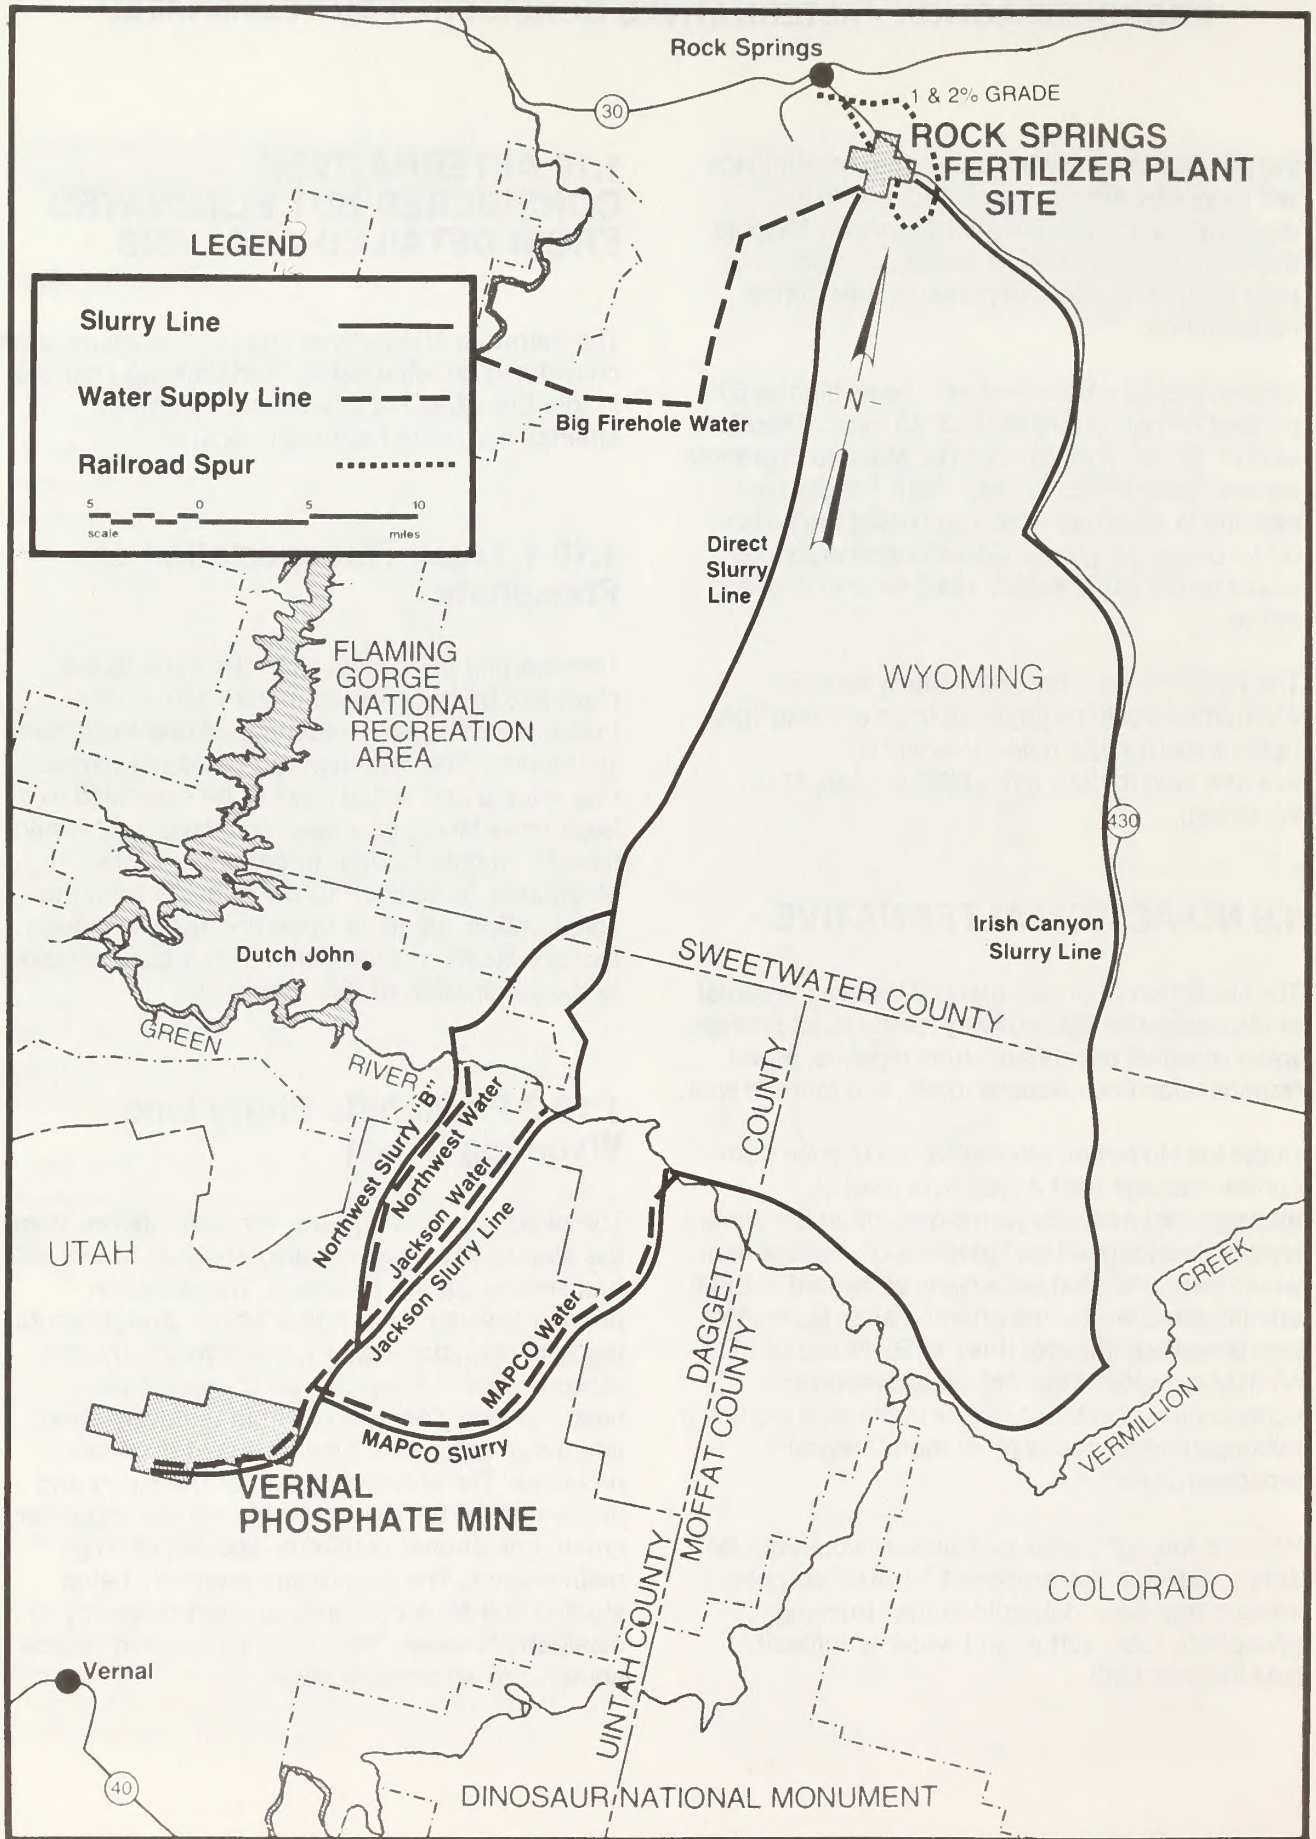 Rock Springs
30
1 & 2% GRADE
ROCK SPRINGS
FERTILIZER PLANT
SITE
LEGEND
Slurry Line
Water Supply Line
Railroad Spur
5 0 5 10
scale miles
Big Firehole Water
N
Direct
Slurry
Line
FLAMING
GORGE
NATIONAL
RECREATION
AREA
WYOMING
430
Irish Canyon
Slurry Line
Dutch John
SWEETWATER COUNTY
GREEN
RIVER
COUNTY
DAGGETT
MOFFAT COUNTY
UINTAH COUNTY
Northwest Slurry "B"
Northwest Water
Jackson Water
Jackson Slurry Line
MAPCO Water
MAPCO Slurry
UTAH
VERMILLION
CREEK
VERNAL
PHOSPHATE MINE
COLORADO
Vernal
40
DINOSAUR NATIONAL MONUMENT